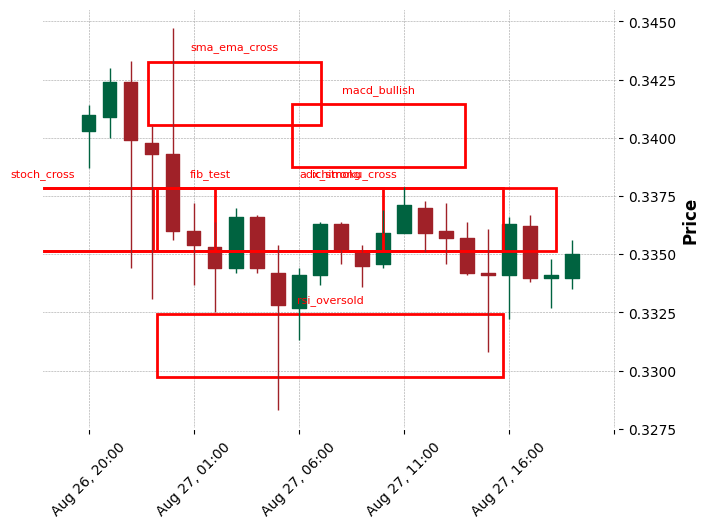 0.3450
sma_ema_cross
0.3425
macd_bullish
0.3400
stoch_cross
fib_test
ichimoku_cross
0.3375
Price
0.3350
rsi_oversold
0.3325
0.3300
0.3275
Aug 26, 20:00
Aug 27, 01:00
Aug 27, 06:00
Aug 27, 11:00
Aug 27, 16:00